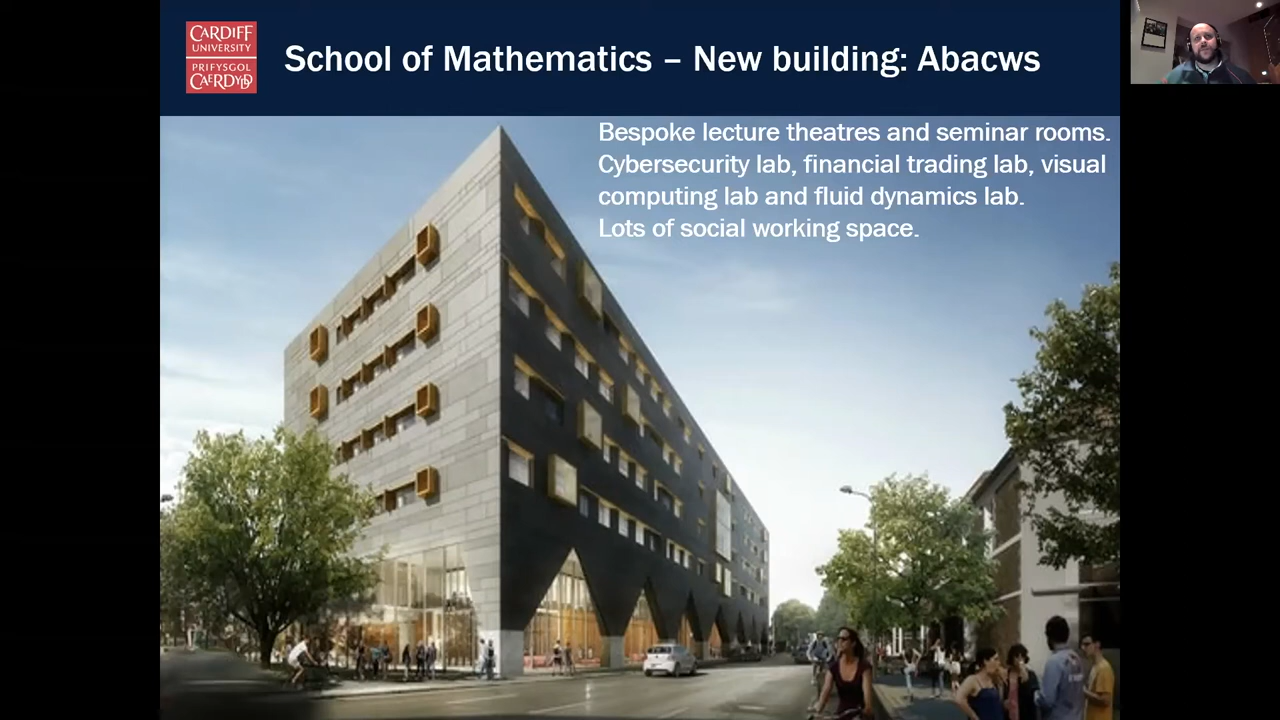 CARDIFF
UNIVERSITY
PRIFYSGOL
CAERDYDD
School of Mathematics – New building: Abacws
Bespoke lecture theatres and seminar rooms.
Cybersecurity lab, financial trading lab, visual
computing lab and fluid dynamics lab.
Lots of social working space.